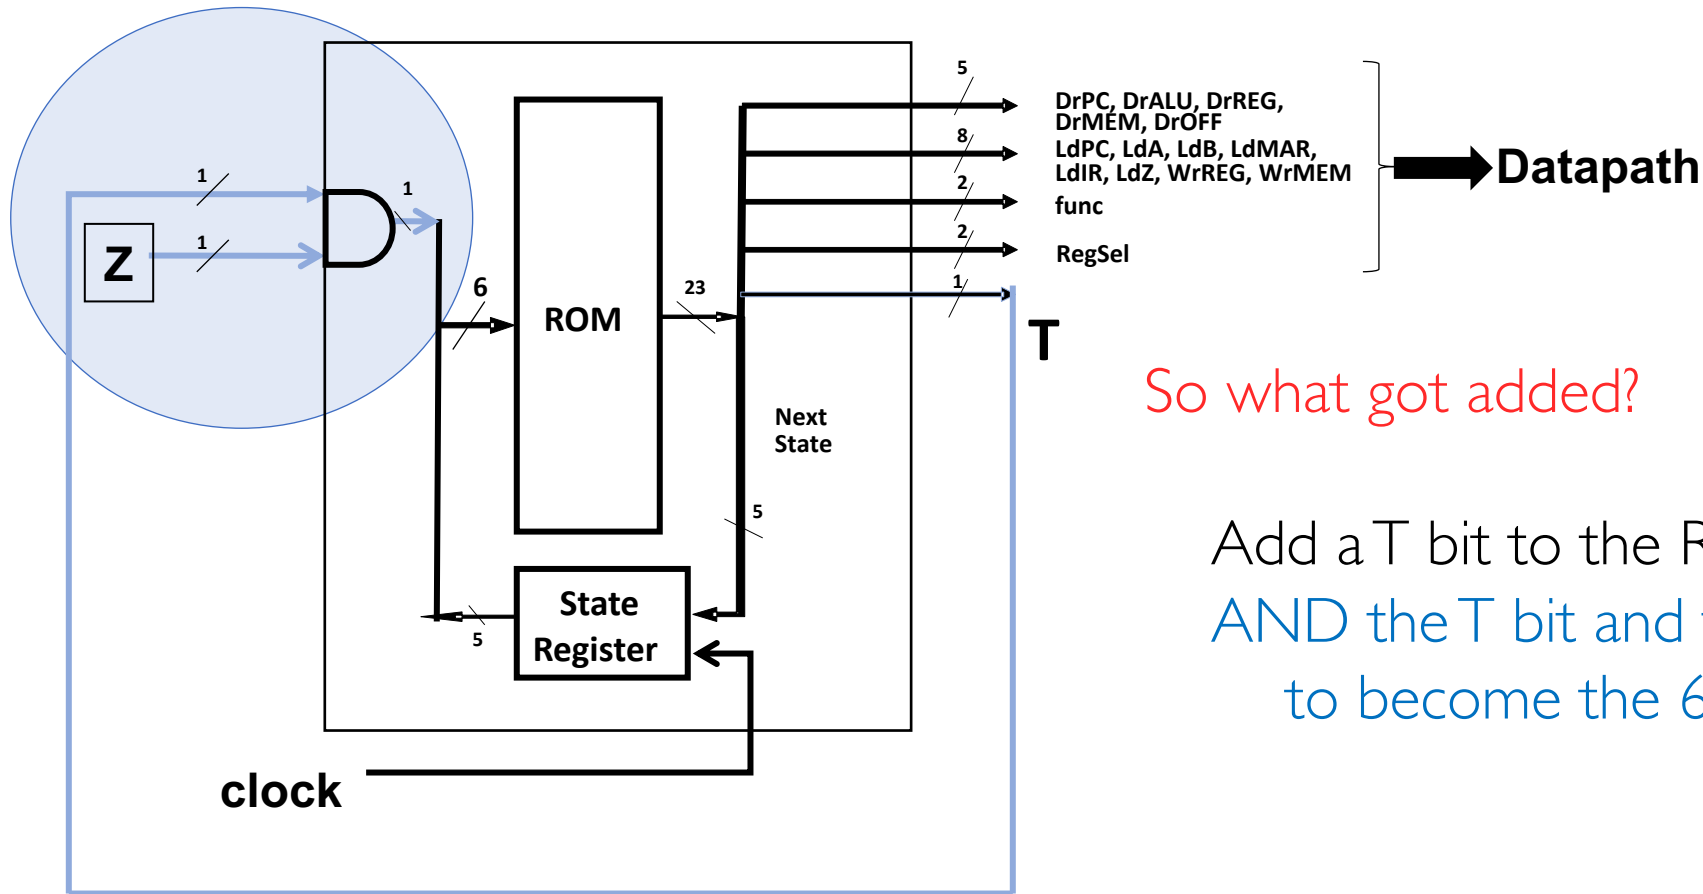 1
1
1
Z
6
ROM
23
5
DrPC, DrALU, DrREG,
DrMEM, DrOFF
8
LdPC, LdA, LdB, LdMAR,
LdIR, LdZ, WrREG, WrMEM
2
func
2
RegSel
1
T
Datapath
So what got added?
Next
State
5
State
Register
5
clock
Add a T bit to the
AND the T bit and
to become the 6